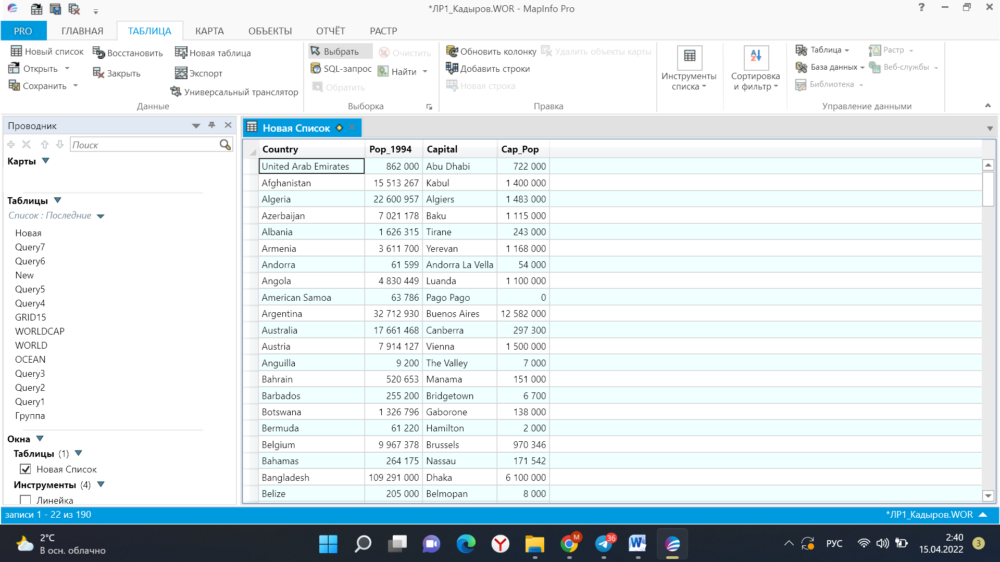 *ЛР1_Кадыров.WOR - MapInfo Pro
PRO ГЛАВНАЯ ТАБЛИЦА КАРТА ОБЪЕКТЫ ОТЧЁТ РАСТР
Новый список
Открыть
Сохранить
Восстановить
Закрыть
Новая таблица
Экспорт
Универсальный транслятор
Данные
Выбрать
SQL-запрос
Обратить
Очистить
Найти
Выборка
Обновить колонку
Добавить строки
Новая строка
Удалить объекты карты
Правка
Инструменты
списка
Сортировка
и фильтр
Таблица
База данных
Библиотека
Растр
Веб-службы
Управление данными
Проводник
Поиск
Карты
Таблицы
Список : Последние
Новая
Query7
Query6
New
Query5
Query4
GRID15
WORLDCAP
WORLD
OCEAN
Query3
Query2
Query1
Группа
Окна
Таблицы (1)
Новая Список
Инструменты (4)
Линейка
Новая Список
Country Pop_1994 Capital Cap_Pop
United Arab Emirates 862 000 Abu Dhabi 722 000
Afghanistan 15 513 267 Kabul 1 400 000
Algeria 22 600 957 Algiers 1 483 000
Azerbaijan 7 021 178 Baku 1 115 000
Albania 1 626 315 Tirane 243 000
Armenia 3 611 700 Yerevan 1 168 000
Andorra 61 599 Andorra La Vella 54 000
Angola 4 830 449 Luanda 1 100 000
American Samoa 63 786 Pago Pago 0
Argentina 32 712 930 Buenos Aires 12 582 000
Australia 17 661 468 Canberra 297 300
Austria 7 914 127 Vienna 1 500 000
Anguilla 9 200 The Valley 7 000
Bahrain 520 653 Manama 151 000
Barbados 255 200 Bridgetown 6 700
Botswana 1 326 796 Gaborone 138 000
Bermuda 61 220 Hamilton 2 000
Belgium 9 967 378 Brussels 970 346
Bahamas 264 175 Nassau 171 542
Bangladesh 109 291 000 Dhaka 6 100 000
Belize 205 000 Belmopan 8 000
записи 1 - 22 из 190
*ЛР1_Кадыров.WOR
2°C
В осн. облачно
M
36
РУС
2:40
15.04.2022
3